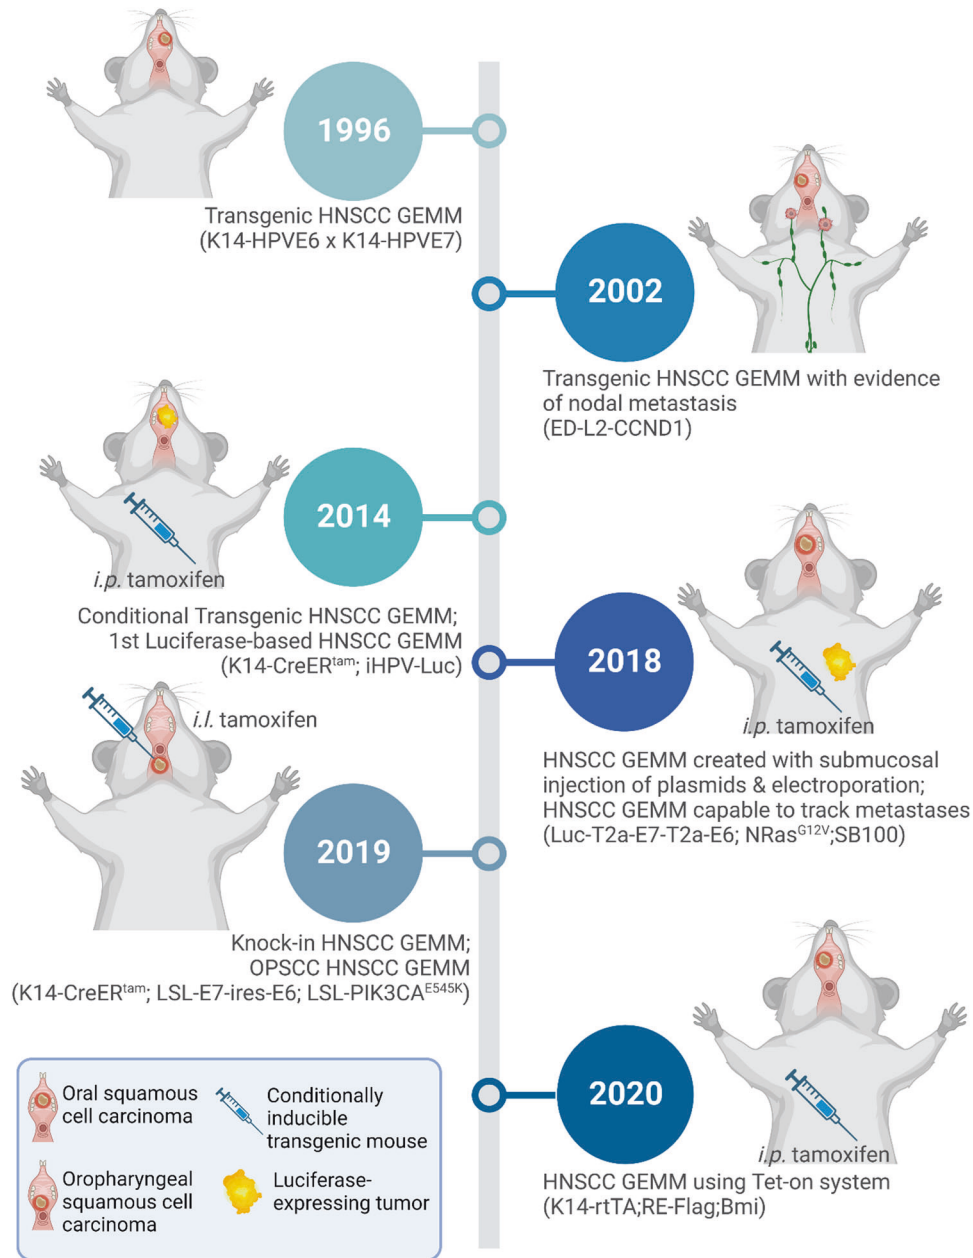 1996
Transgenic HNSCC GEMM
(K14-HPVE6 x K14-HPVE7)
2002
Transgenic HNSCC GEMM with evidence
of nodal metastasis
(ED-L2-CCND1)
2014
i.p. tamoxifen
Conditional Transgenic HNSCC GEMM;
1st Luciferase-based HNSCC GEMM
(K14-CreERtam; iHPV-Luc)
2018
i.p. tamoxifen
HNSCC GEMM created with submucosal
injection of plasmids & electroporation;
HNSCC GEMM capable to track metastases
(Luc-T2a-E7-T2a-E6; NRasG12V;SB100)
i.l. tamoxifen
2019
Knock-in HNSCC GEMM;
OPSCC HNSCC GEMM
(K14-CreERtam; LSL-E7-ires-E6; LSL-PIK3CAE545K)
2020
i.p. tamoxifen
HNSCC GEMM using Tet-on system
(K14-rtTA;RE-Flag;Bmi)
Oral squamous
cell carcinoma
Conditionally
inducible
transgenic mouse
Oropharyngeal
squamous cell
carcinoma
Luciferase-
expressing tumor